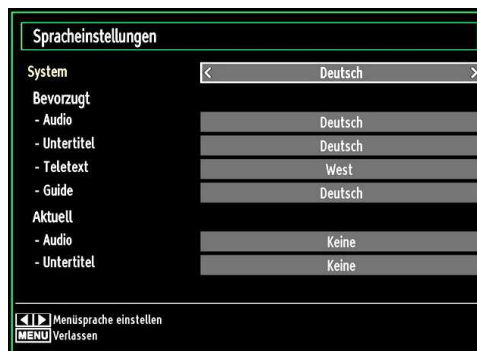 Spracheinstellungen
System < Deutsch >
Bevorzugt
- Audio Deutsch
- Untertitel Deutsch
- Teletext West
- Guide Deutsch
Aktuell
- Audio Keine
- Untertitel Keine
Menüsprache einstellen
MENU Verlassen